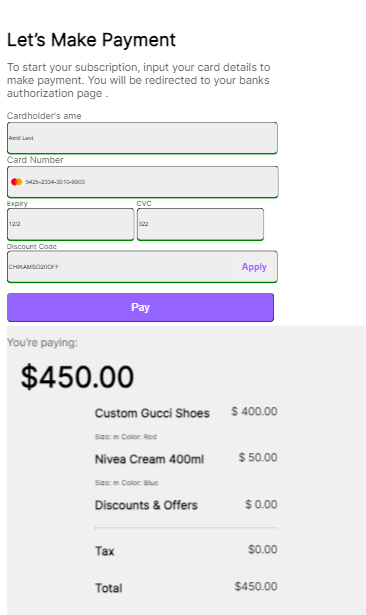 Let's Make Payment
To start your subscription, input your card details to
make payment. You will be redirected to your banks
authorization page .
Cardholder's ame
Amit Levi
Card Number
5425-2334-3010-9903
Expiry CVC
12/2 322
Discount Code
CHIKAMSO20OFF Apply
Pay
You're paying:
$450.00
Custom Gucci Shoes $ 400.00
Size: m Color: Red
Nivea Cream 400ml $ 50.00
Size: m Color: Blue
Discounts & Offers $ 0.00
Tax $0.00
Total $450.00